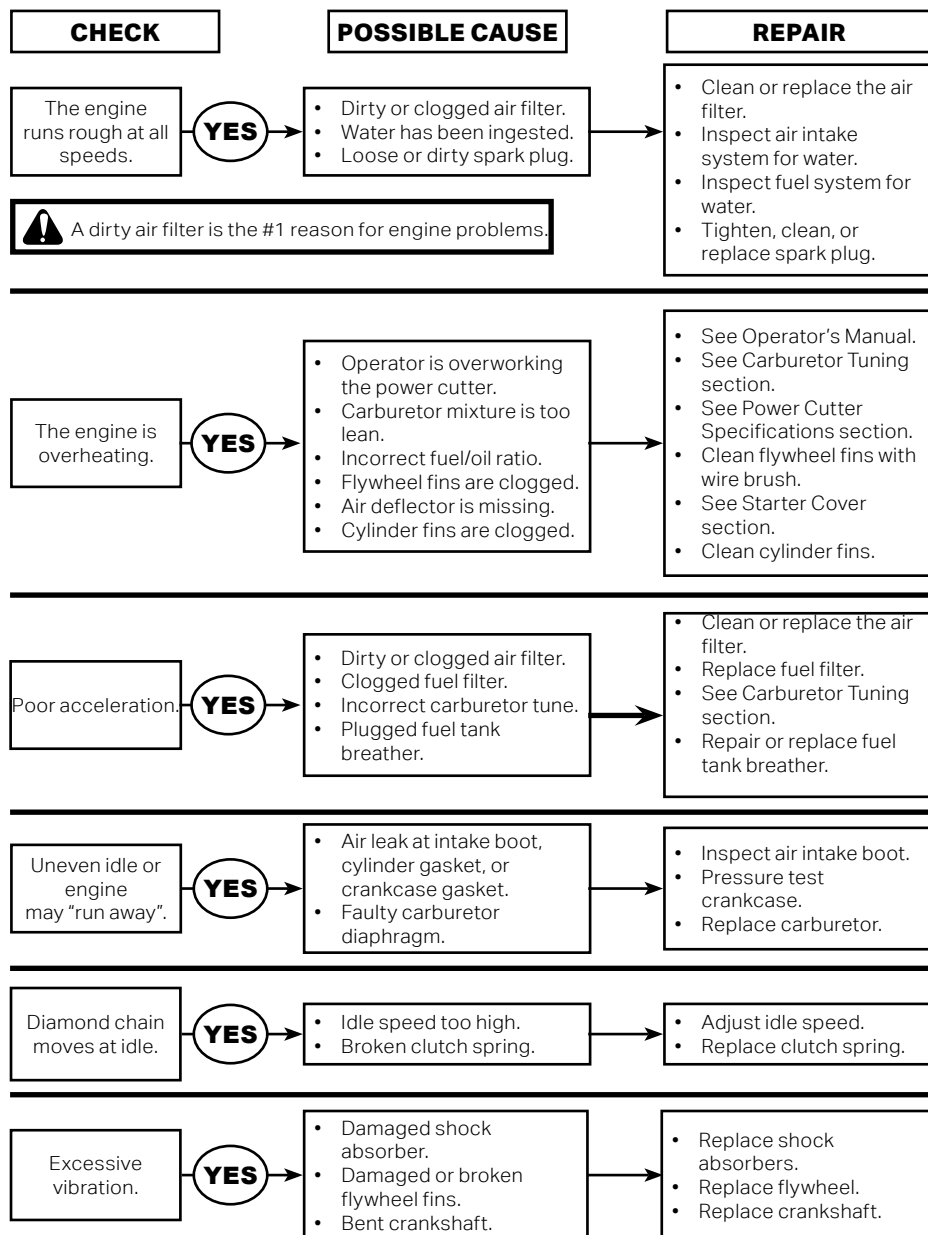 CHECK
POSSIBLE CAUSE
REPAIR
The engine
runs rough at all
speeds.
YES
• Dirty or clogged air filter.
• Water has been ingested.
• Loose or dirty spark plug.
• Clean or replace the air
filter.
• Inspect air intake
system for water.
• Inspect fuel system for
water.
• Tighten, clean, or
replace spark plug.
A dirty air filter is the #1 reason for engine problems.
The engine is
overheating.
YES
• Operator is overworking
the power cutter.
• Carburetor mixture is too
lean.
• Incorrect fuel/oil ratio.
• Flywheel fins are clogged.
• Air deflector is missing.
• Cylinder fins are clogged.
• See Operator’s Manual.
• See Carburetor Tuning
section.
• See Power Cutter
Specifications section.
• Clean flywheel fins with
wire brush.
• See Starter Cover
section.
• Clean cylinder fins.
Poor acceleration.
YES
• Dirty or clogged air filter.
• Clogged fuel filter.
• Incorrect carburetor tune.
• Plugged fuel tank
breather.
• Clean or replace the air
filter.
• Replace fuel filter.
• See Carburetor Tuning
section.
• Repair or replace fuel
tank breather.
Uneven idle or
engine
may “run away”.
YES
• Air leak at intake boot,
cylinder gasket, or
crankcase gasket.
• Faulty carburetor
diaphragm.
• Inspect air intake boot.
• Pressure test
crankcase.
• Replace carburetor.
Diamond chain
moves at idle.
YES
• Idle speed too high.
• Broken clutch spring.
• Adjust idle speed.
• Replace clutch spring.
Excessive
vibration.
YES
• Damaged shock
absorber.
• Damaged or broken
flywheel fins.
• Bent crankshaft.
• Replace shock
absorbers.
• Replace flywheel.
• Replace crankshaft.